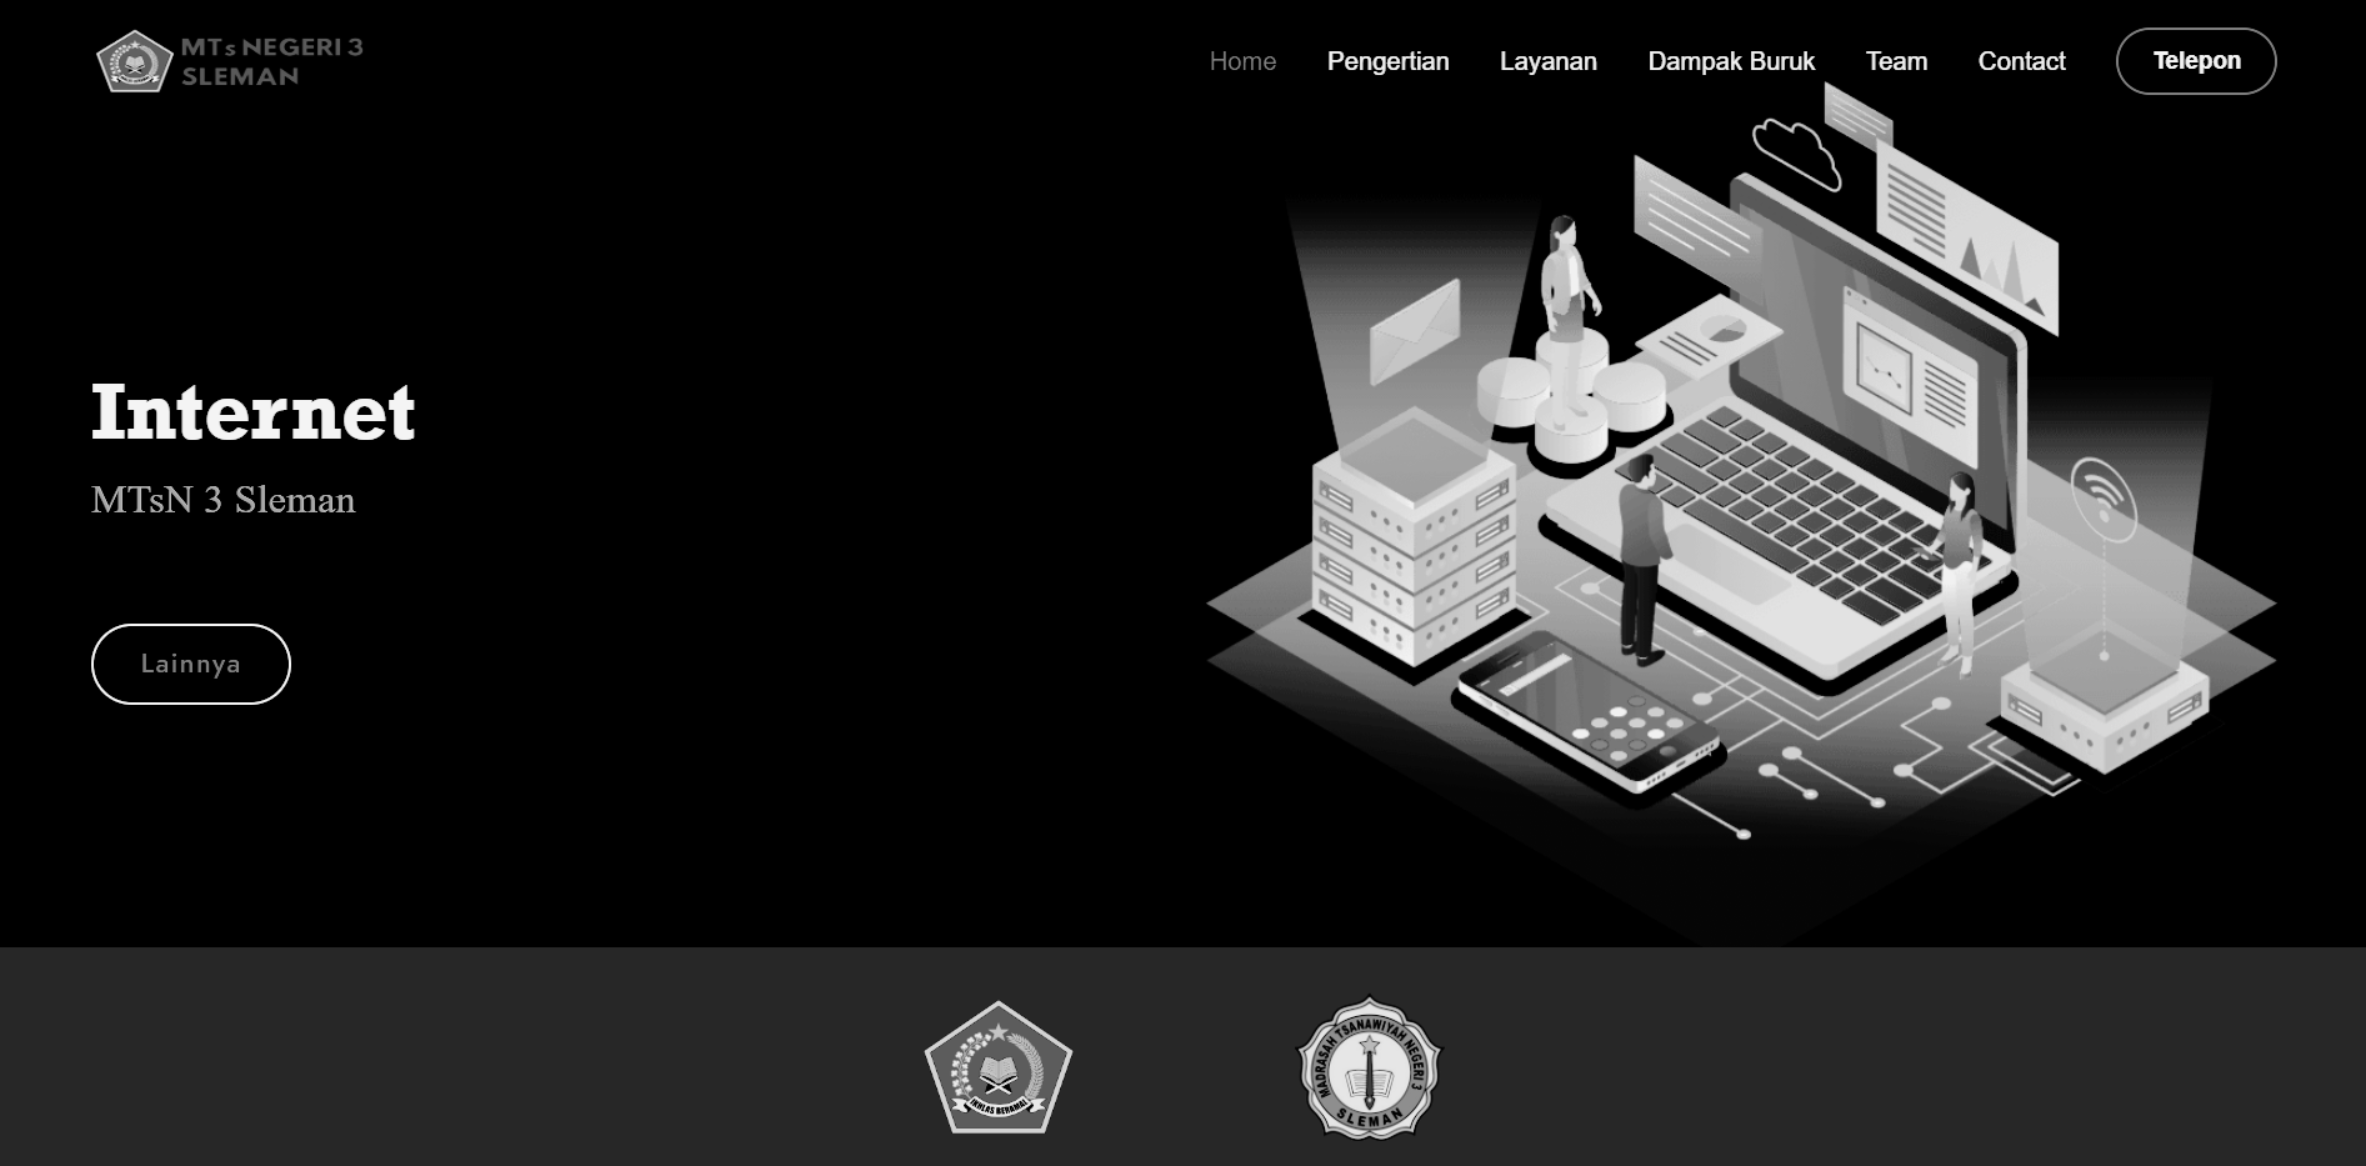 MTs NEGERI 3
SLEMAN
Home Pengertian Layanan Dampak Buruk Team Contact Telepon
Internet
MTsN 3 Sleman
Lainnya
IKHLAS BERAMAL
MADRASAH TSANAWIYAH NEGERI 3
SLEMAN